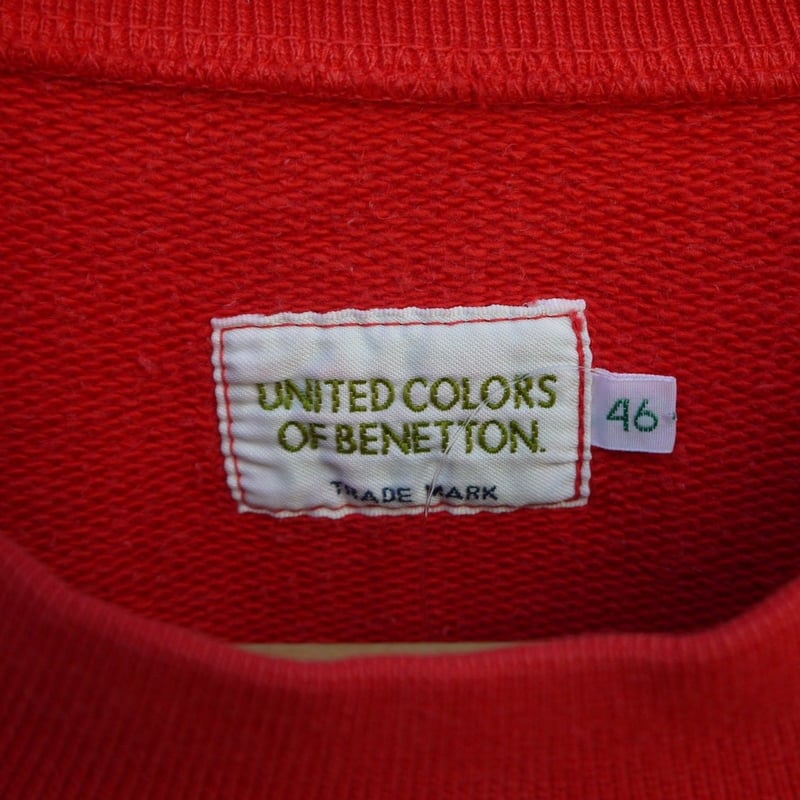 UNITED COLORS
OF BENETTON.
TRADE MARK
46